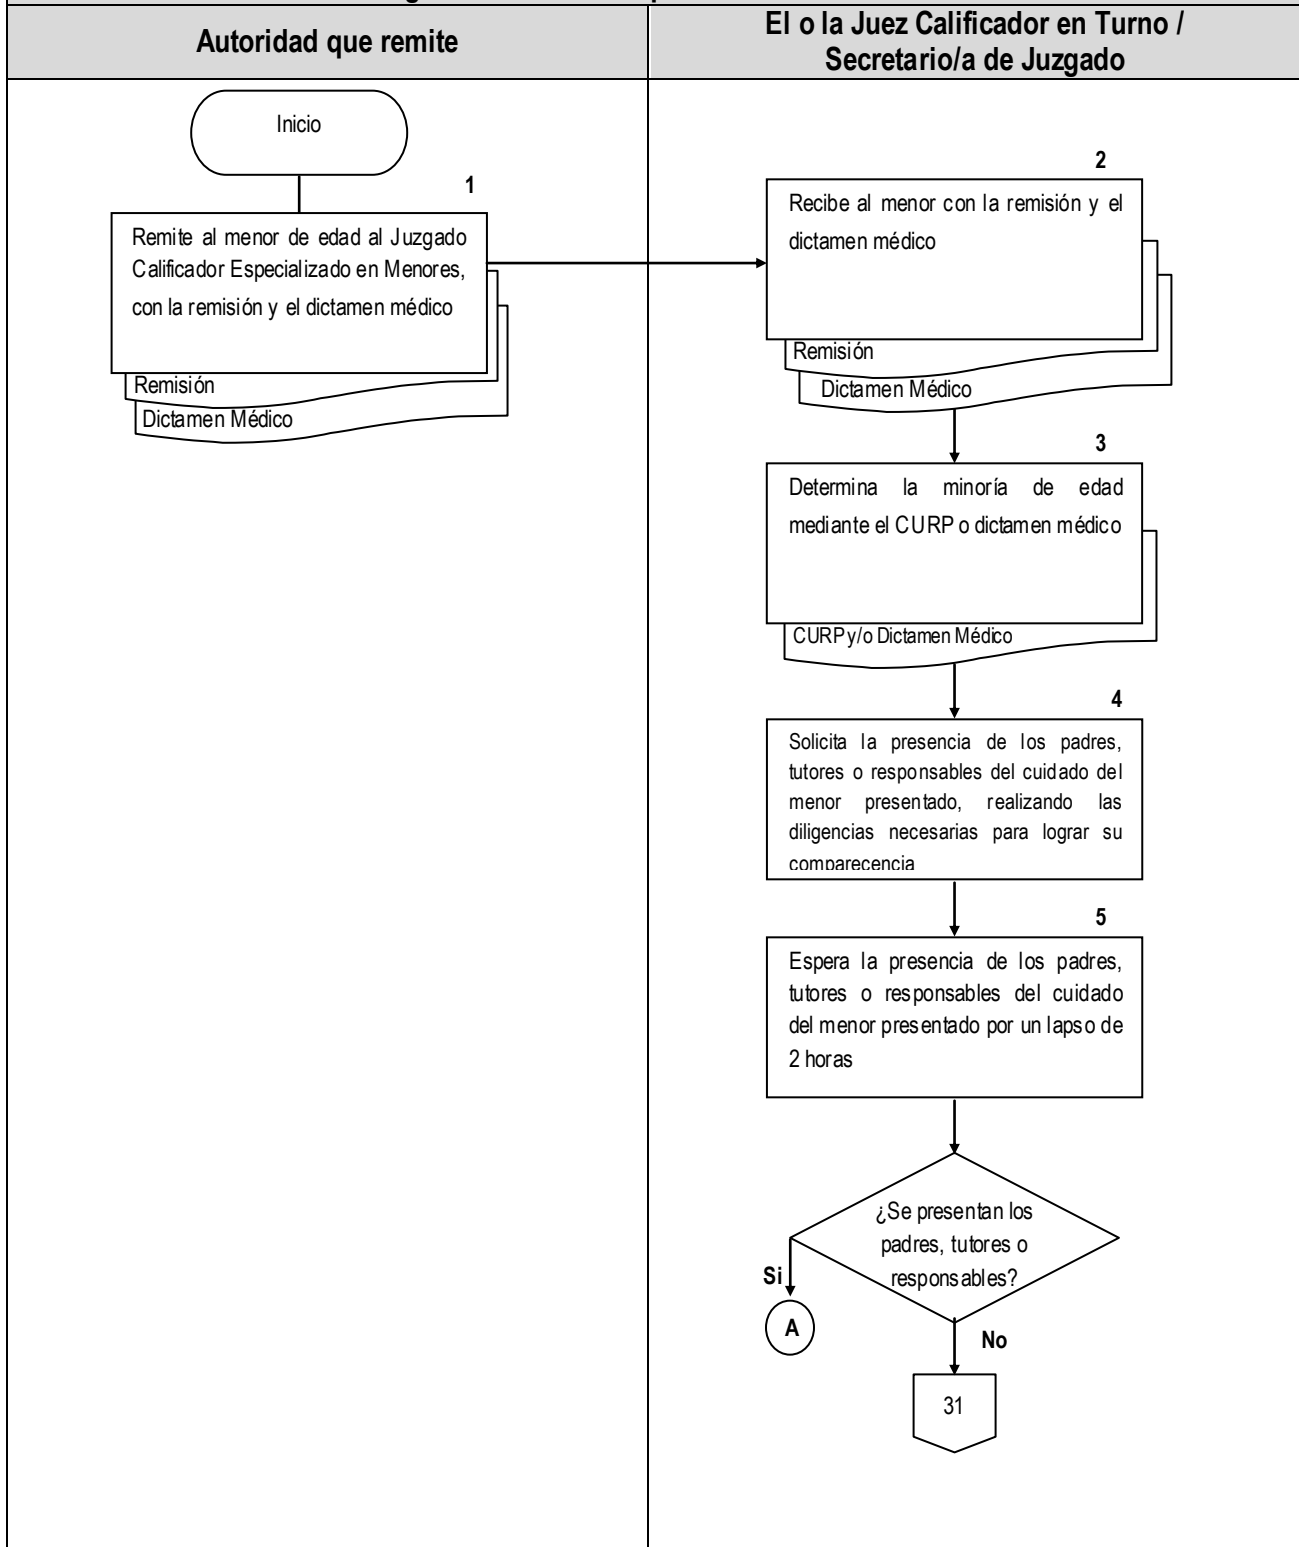 Autoridad que remite
El o la Juez Calificador en Turno /
Secretario/a de Juzgado
Inicio
1
Remite al menor de edad al Juzgado
Calificador Especializado en Menores,
con la remisión y el dictamen médico
Remisión
Dictamen Médico
2
Recibe al menor con la remisión y el
dictamen médico
Remisión
Dictamen Médico
3
Determina la minoría de edad
mediante el CURP o dictamen médico
CURP y/o Dictamen Médico
4
Solicita la presencia de los padres,
tutores o responsables del cuidado del
menor presentado, realizando las
diligencias necesarias para lograr su
comparecencia
5
Espera la presencia de los padres,
tutores o responsables del cuidado
del menor presentado por un lapso de
2 horas
¿Se presentan los
padres, tutores o
responsables?
Si
A
No
31